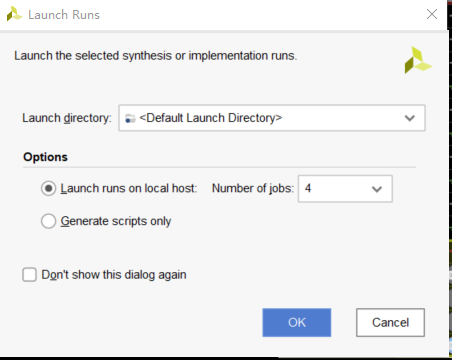 Launch Runs
Launch the selected synthesis or implementation runs.
Launch directory: <Default Launch Directory>
Options
Launch runs on local host: Number of jobs: 4
Generate scripts only
Don't show this dialog again
OK Cancel